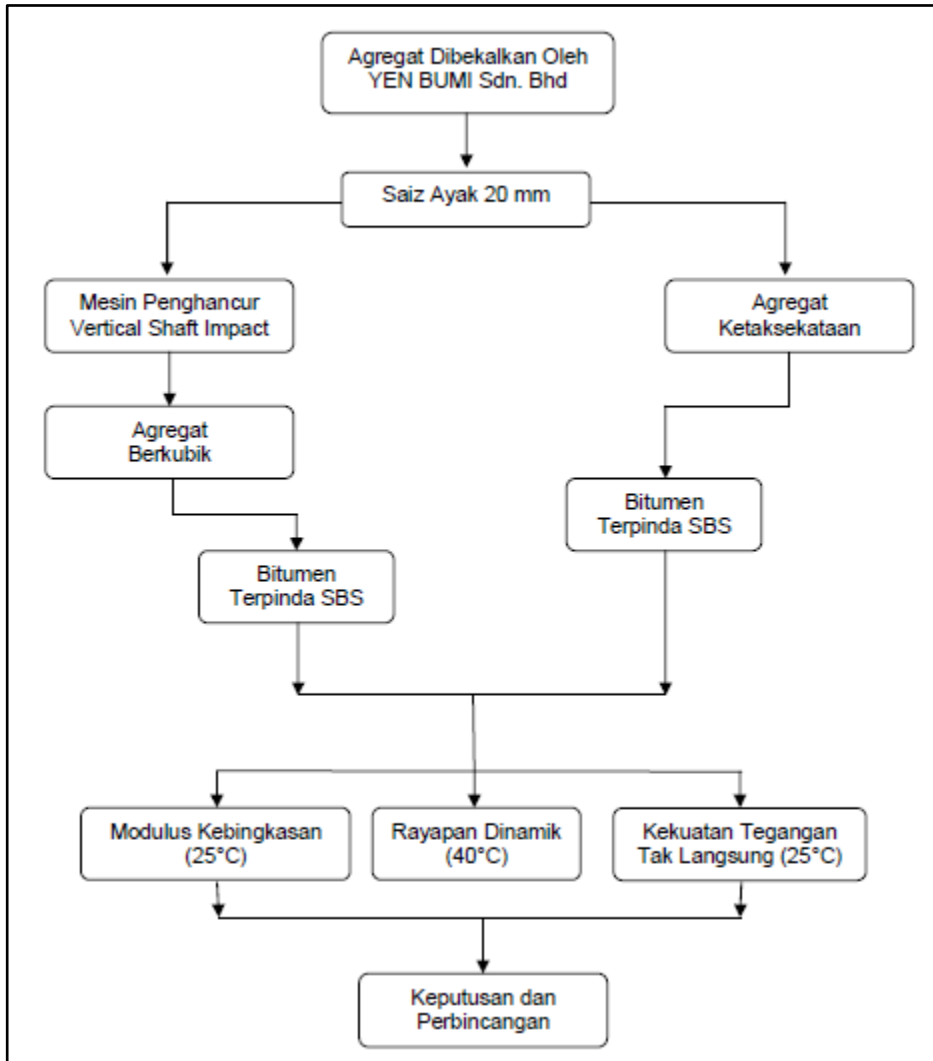 Agregat Dibekalkan Oleh
YEN BUMI Sdn. Bhd
Saiz Ayak 20 mm
Mesin Penghancur
Vertical Shaft Impact
Agregat
Ketaksekataan
Agregat
Berkubik
Bitumen
Terpinda SBS
Bitumen
Terpinda SBS
Modulus Kebingkasan
(25°C)
Rayapan Dinamik
(40°C)
Kekuatan Tegangan
Tak Langsung (25°C)
Keputusan dan
Perbincangan